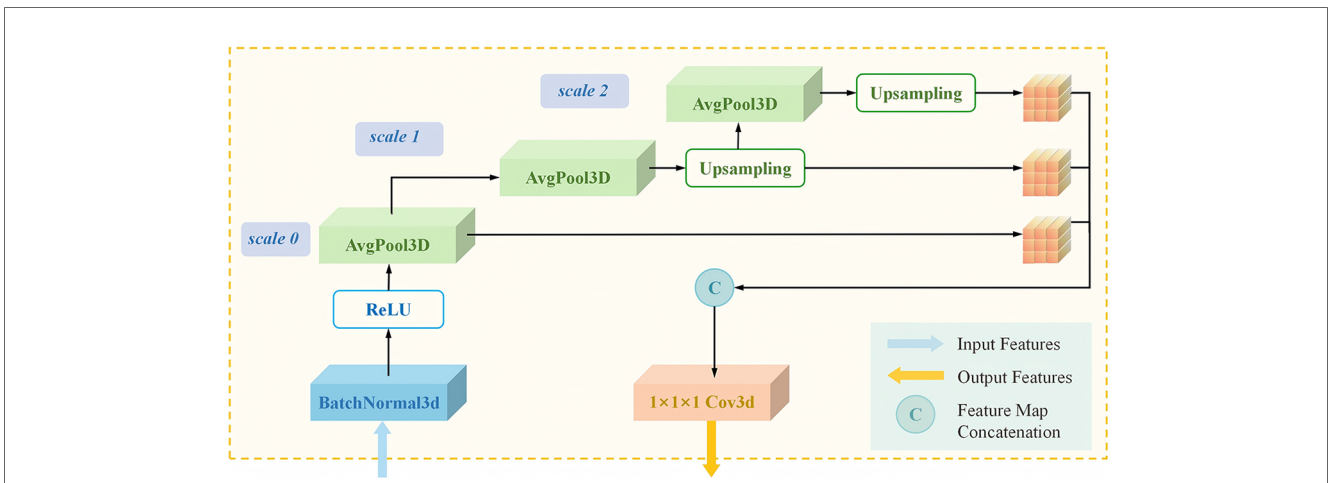 scale 2
AvgPool3D
Upsampling
scale 1
AvgPool3D
Upsampling
scale 0
AvgPool3D
ReLU
C
BatchNormal3d
1×1×1 Cov3d
Input Features
Output Features
C
Feature Map
Concatenation